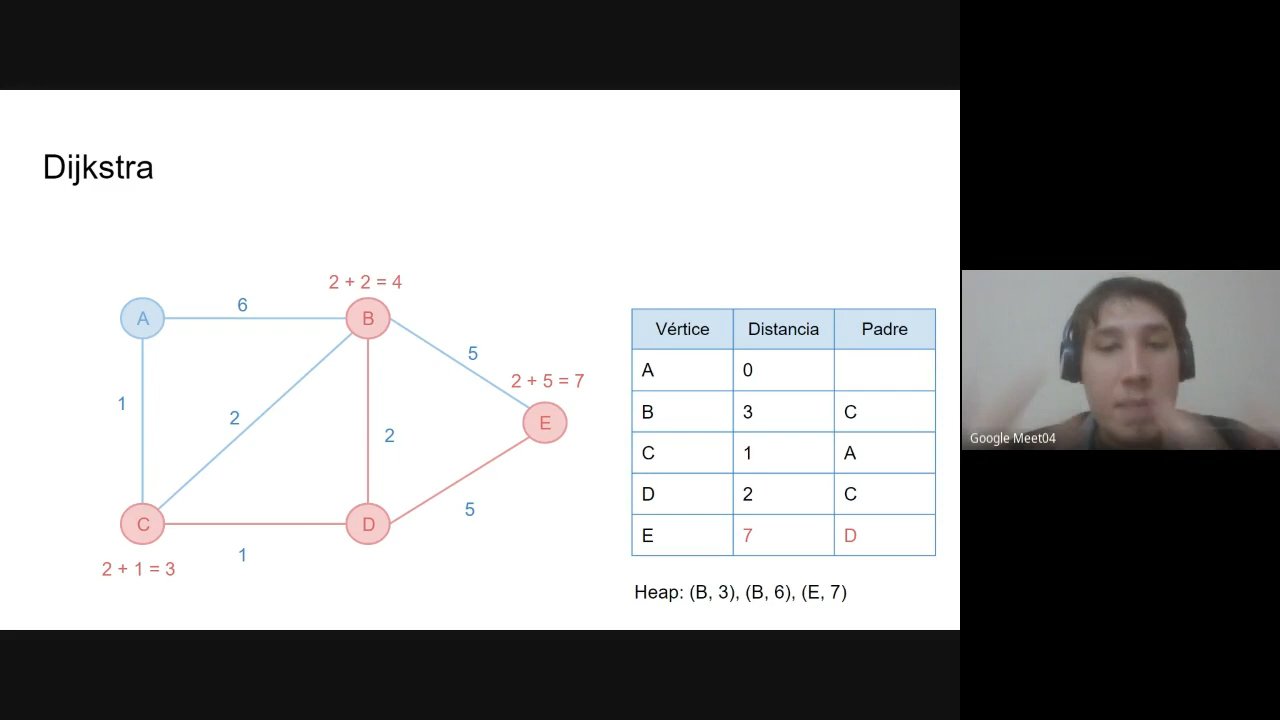 Dijkstra
2 + 2 = 4
A
6
B
5
2 + 5 = 7
1
2
2
E
5
C
D
1
2 + 1 = 3
Vértice Distancia Padre
A 0
B 3 C
C 1 A
D 2 C
E 7 D
Heap: (B, 3), (B, 6), (E, 7)
Google Meet04